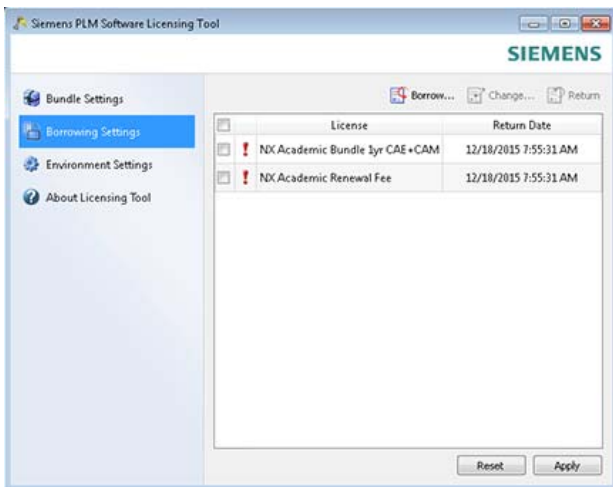 Siemens PLM Software Licensing Tool
SIEMENS
Bundle Settings
Borrowing Settings
Environment Settings
About Licensing Tool
Borrow... Change... Return
License Return Date
NX Academic Bundle 1yr CAE+CAM 12/18/2015 7:55:31 AM
NX Academic Renewal Fee 12/18/2015 7:55:31 AM
Reset Apply